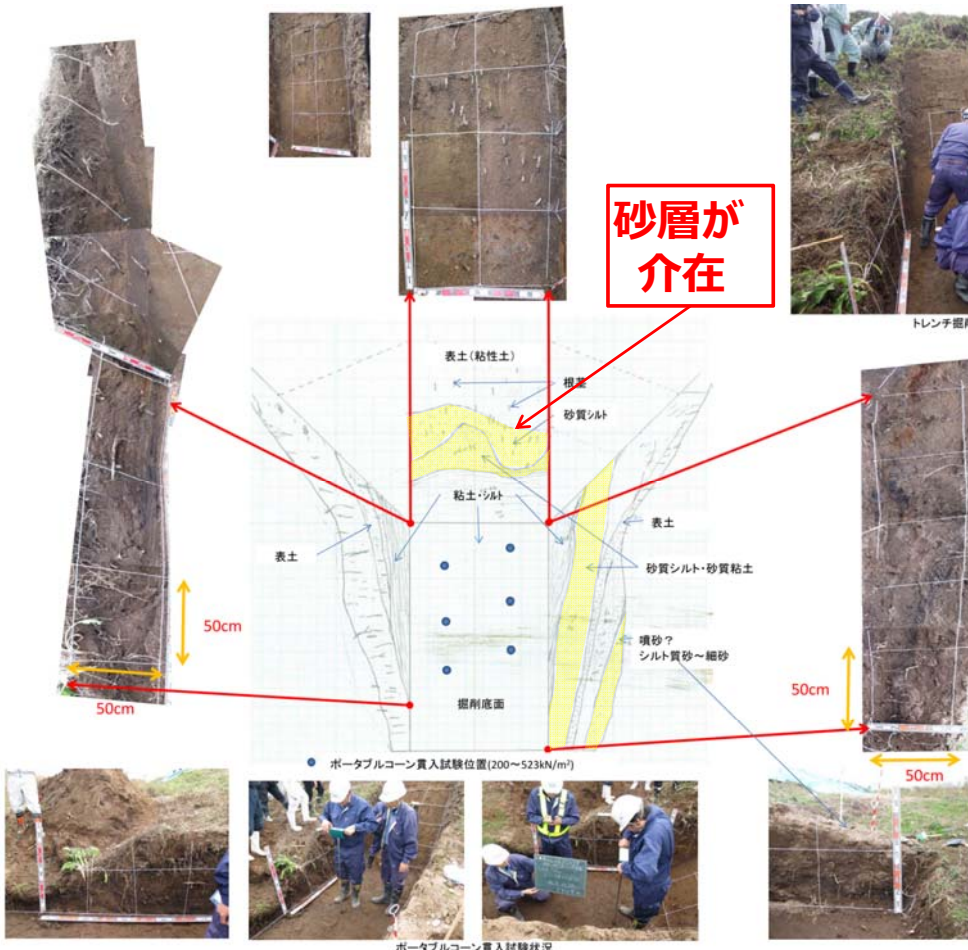 砂層が
介在
トレンチ掘削
表土(粘性土)
根茎
砂質シルト
粘土・シルト
表土
表土
砂質シルト・砂質粘土
50cm
50cm
噴砂?
シルト質砂~細砂
50cm
50cm
掘削底面
ポータブルコーン貫入試験位置(200~523kN/m²)
ポータブルコーン貫入試験状況